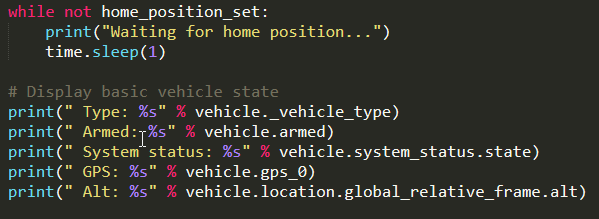 while not home_position_set:
    print("Waiting for home position...")
    time.sleep(1)

# Display basic vehicle state
print(" Type: %s" % vehicle._vehicle_type)
print(" Armed: %s" % vehicle.armed)
print(" System status: %s" % vehicle.system_status.state)
print(" GPS: %s" % vehicle.gps_0)
print(" Alt: %s" % vehicle.location.global_relative_frame.alt)